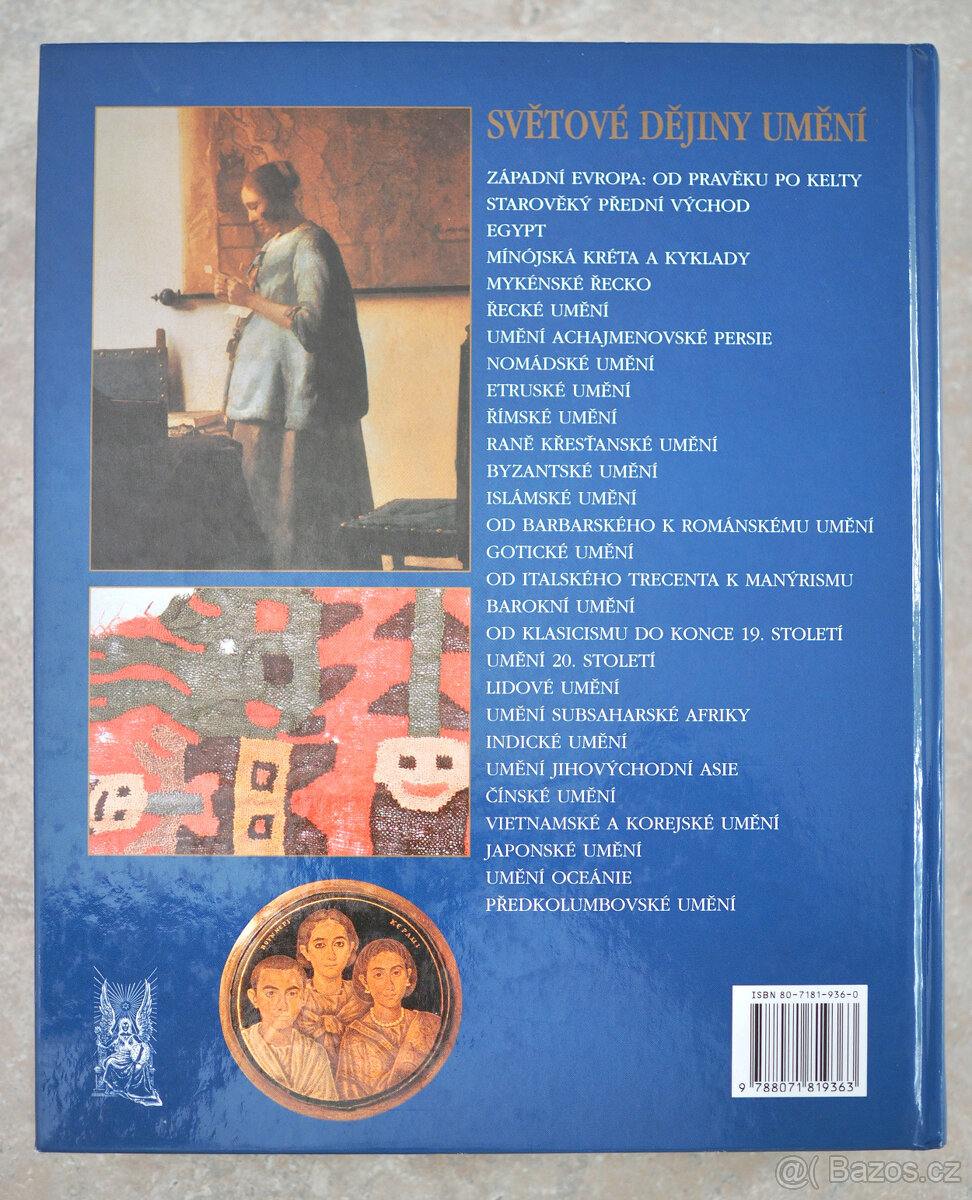 SVĚTOVÉ DĚJINY UMĚNÍ
ZÁPADNÍ EVROPA: OD PRAVĚKU PO KELTY
STAROVĚKÝ PŘEDNÍ VÝCHOD
EGYPT
MÍNÓJSKÁ KRÉTA A KYKLADY
MYKÉNSKÉ ŘECKO
ŘECKÉ UMĚNÍ
UMĚNÍ ACHAJMENOVSKÉ PERSIE
NOMÁDSKÉ UMĚNÍ
ETRUSKÉ UMĚNÍ
ŘÍMSKÉ UMĚNÍ
RANĚ KŘESŤANSKÉ UMĚNÍ
BYZANTSKÉ UMĚNÍ
ISLÁMSKÉ UMĚNÍ
OD BARBARSKÉHO K ROMÁNSKÉMU UMĚNÍ
GOTICKÉ UMĚNÍ
OD ITALSKÉHO TRECENTA K MANÝRISMU
BAROKNÍ UMĚNÍ
OD KLASICISMU DO KONCE 19. STOLETÍ
UMĚNÍ 20. STOLETÍ
LIDOVÉ UMĚNÍ
UMĚNÍ SUBSAHARSKÉ AFRIKY
INDICKÉ UMĚNÍ
UMĚNÍ JIHOVÝCHODNÍ ASIE
ČÍNSKÉ UMĚNÍ
VIETNAMSKÉ A KOREJSKÉ UMĚNÍ
JAPONSKÉ UMĚNÍ
UMĚNÍ OCEÁNIE
PŘEDKOLUMBOVSKÉ UMĚNÍ
ISBN 80-7181-936-0
9 788071 819363
@( Bazos.cz